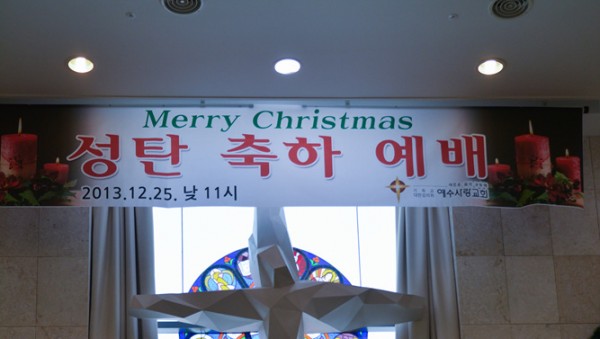 Merry Christmas
성탄 축하 예배
2013.12.25. 낮 11시
예수사랑교회